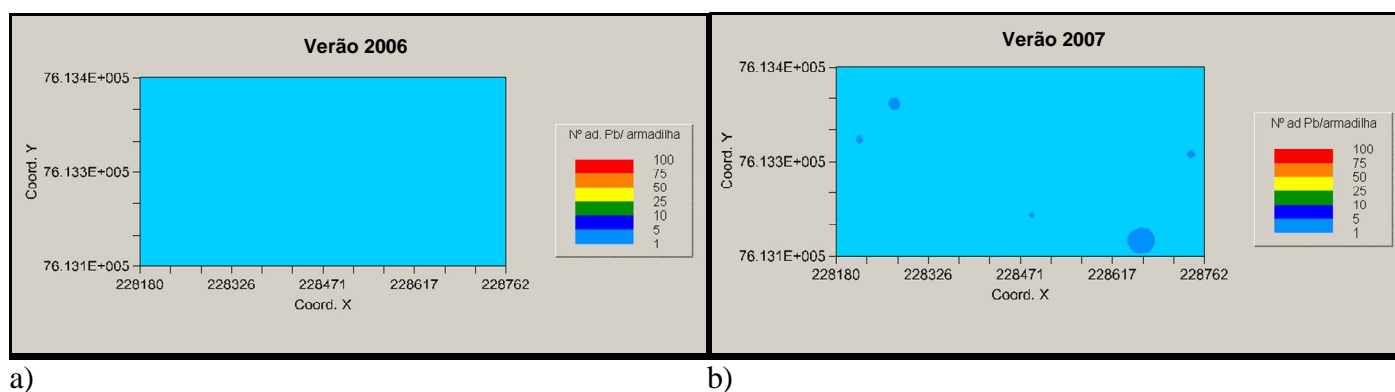 Verão 2006
76.134E+005
76.133E+005
76.131E+005
Coord. Y
228180 228326 228471 228617 228762
Coord. X
Nº ad. Pb/ armadilha
100
75
50
25
10
5
1
a)
Verão 2007
76.134E+005
76.133E+005
76.131E+005
Coord. Y
228180 228326 228471 228617 228762
Coord. X
Nº ad Pb/armadilha
100
75
50
25
10
5
1
b)